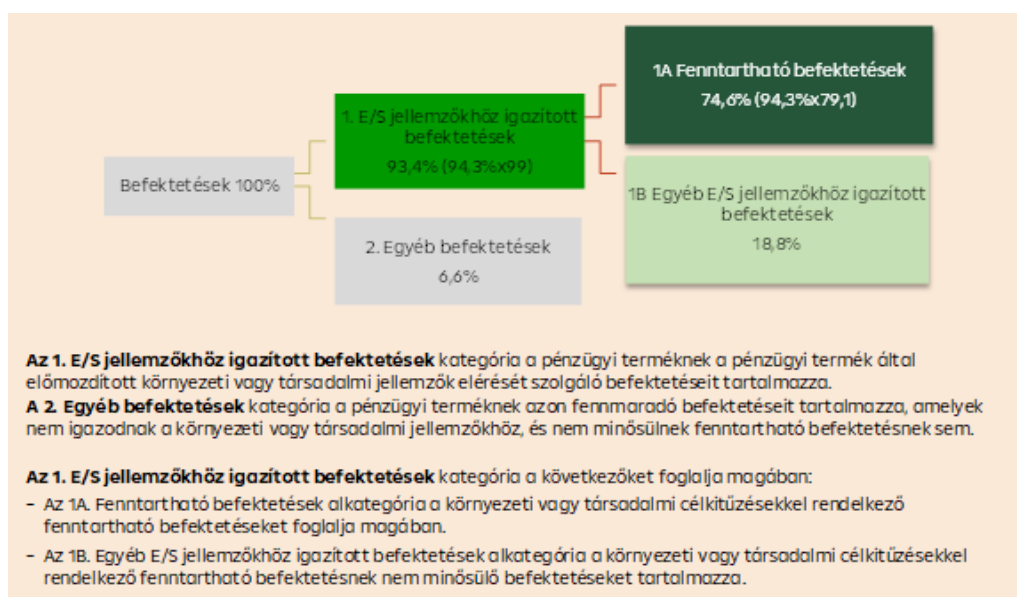 1A Fenntartható befektetések
74,6% (94,3%x79,1)
1. E/S jellemzőkhöz igazított
befektetések
93,4% (94,3%x99)
Befektetések 100%
1B Egyéb E/S jellemzőkhöz igazított
befektetések
18,8%
2. Egyéb befektetések
6,6%
Az 1. E/S jellemzőkhöz igazított befektetések kategória a pénzügyi terméknek a pénzügyi termék által
előmozdított környezeti vagy társadalmi jellemzők elérését szolgáló befektetéseit tartalmazza.
A 2. Egyéb befektetések kategória a pénzügyi terméknek azon fennmaradó befektetéseit tartalmazza, amelyek
nem igazodnak a környezeti vagy társadalmi jellemzőkhöz, és nem minősülnek fenntartható befektetésnek sem.
Az 1. E/S jellemzőkhöz igazított befektetések kategória a következőket foglalja magában:
– Az 1A. Fenntartható befektetések alkategória a környezeti vagy társadalmi célkitűzésekkel rendelkező
fenntartható befektetéseket foglalja magában.
– Az 1B. Egyéb E/S jellemzőkhöz igazított befektetések alkategória a környezeti vagy társadalmi célkitűzésekkel
rendelkező fenntartható befektetésnek nem minősülő befektetéseket tartalmazza.